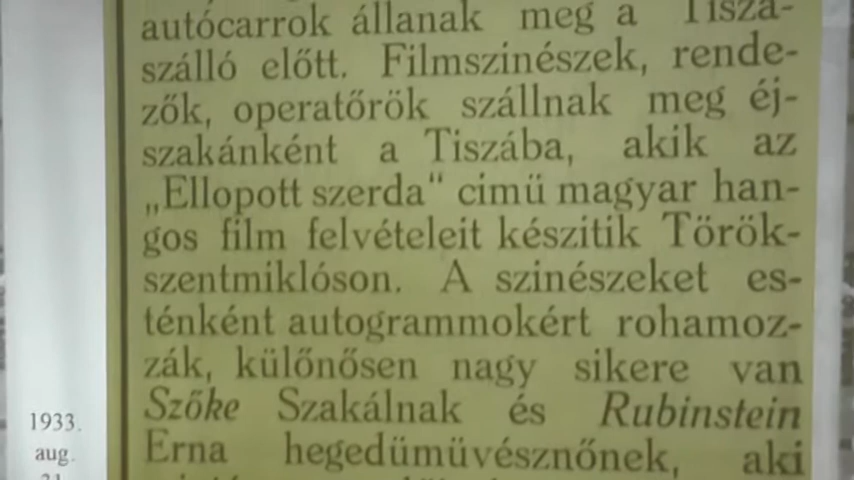 autócarrok állanak meg a Tisza-
szálló előtt. Filmszinészek, rende-
zők, operatőrök szállnak meg éj-
szakánként a Tiszába, akik az
„Ellopott szerda“ cimü magyar han-
gos film felvételeit készitik Török-
szentmiklóson. A szinészeket es-
ténként autogrammokért rohamoz-
zák, különősen nagy sikere van
Szőke Szakálnak és Rubinstein
Erna hegedümüvésznőnek, aki
1933.
aug.